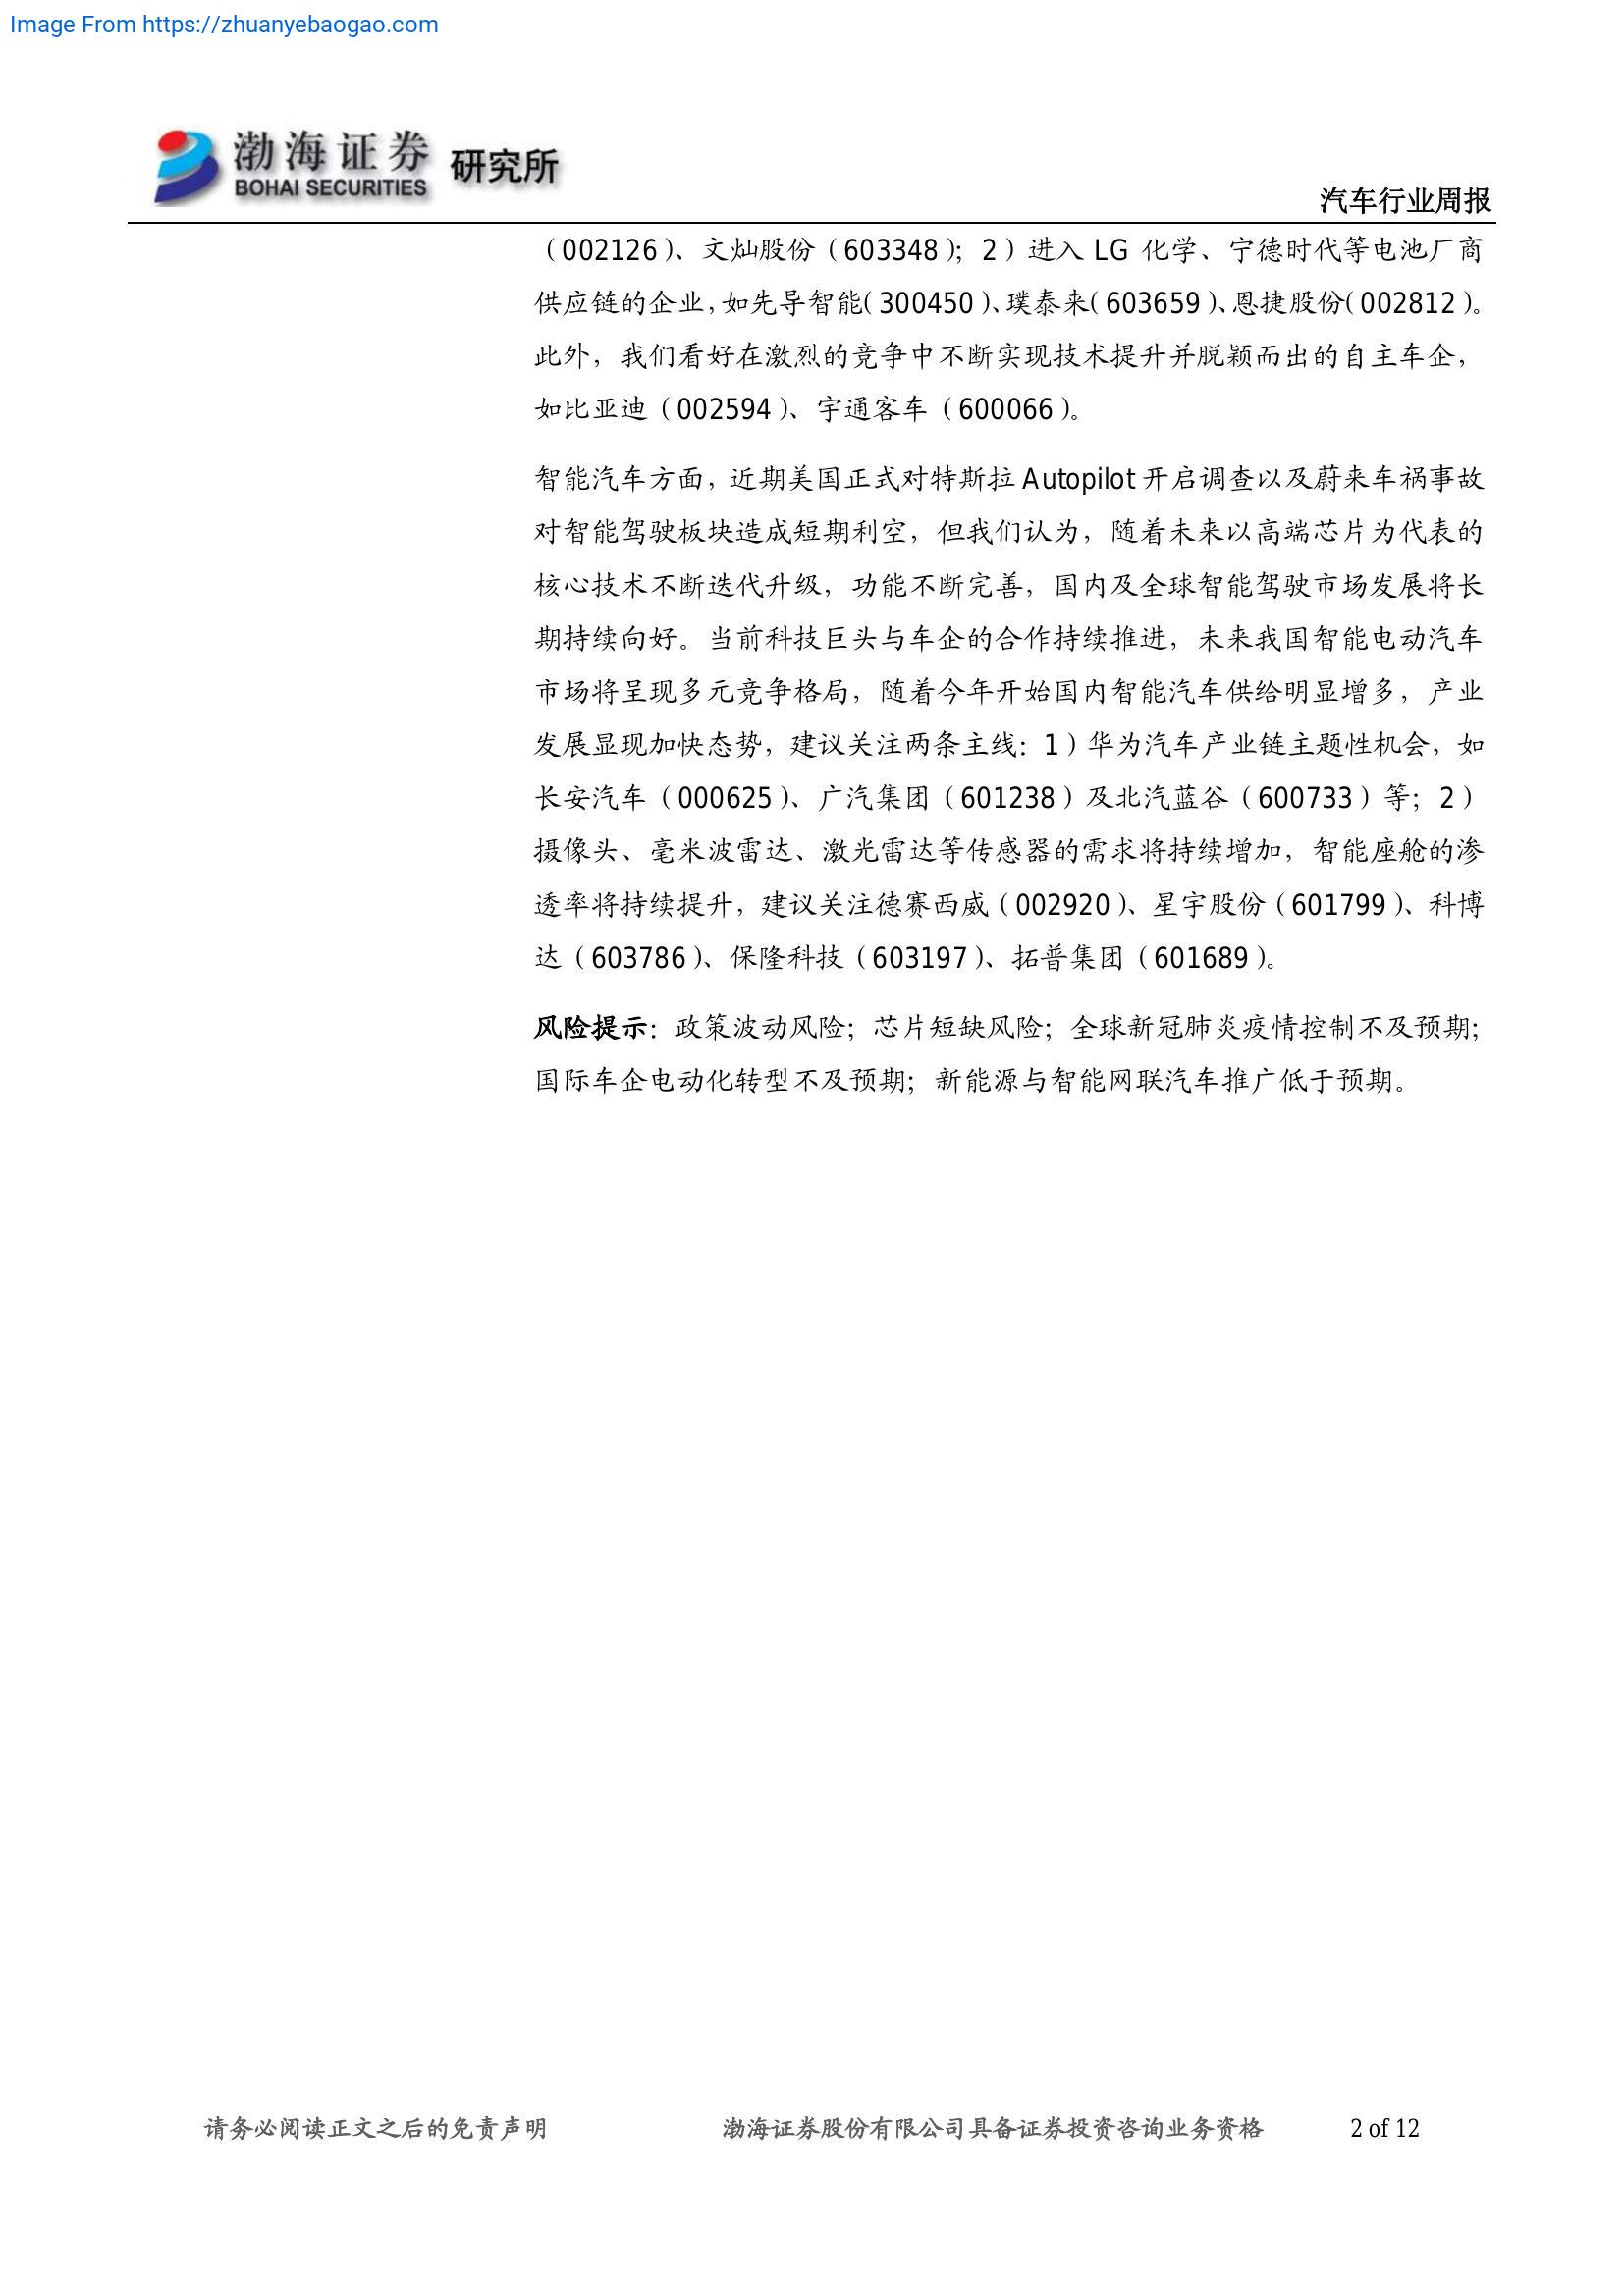 Image From https://zhuanyebaogao.com
渤海证券 研究所
BOHAI SECURITIES
汽车行业周报
（002126）、文灿股份（603348）；2）进入 LG 化学、宁德时代等电池厂商
供应链的企业，如先导智能（300450）、璞泰来（603659）、恩捷股份（002812）。
此外，我们看好在激烈的竞争中不断实现技术提升并脱颖而出的自主车企，
如比亚迪（002594）、宇通客车（600066）。
智能汽车方面，近期美国正式对特斯拉 Autopilot 开启调查以及蔚来车祸事故
对智能驾驶板块造成短期利空，但我们认为，随着未来以高端芯片为代表的
核心技术不断迭代升级，功能不断完善，国内及全球智能驾驶市场发展将长
期持续向好。当前科技巨头与车企的合作持续推进，未来我国智能电动汽车
市场将呈现多元竞争格局，随着今年开始国内智能汽车供给明显增多，产业
发展显现加快态势，建议关注两条主线：1）华为汽车产业链主题性机会，如
长安汽车（000625）、广汽集团（601238）及北汽蓝谷（600733）等；2）
摄像头、毫米波雷达、激光雷达等传感器的需求将持续增加，智能座舱的渗
透率将持续提升，建议关注德赛西威（002920）、星宇股份（601799）、科博
达（603786）、保隆科技（603197）、拓普集团（601689）。
风险提示：政策波动风险；芯片短缺风险；全球新冠肺炎疫情控制不及预期；
国际车企电动化转型不及预期；新能源与智能网联汽车推广低于预期。
请务必阅读正文之后的免责声明 渤海证券股份有限公司具备证券投资咨询业务资格 2 of 12